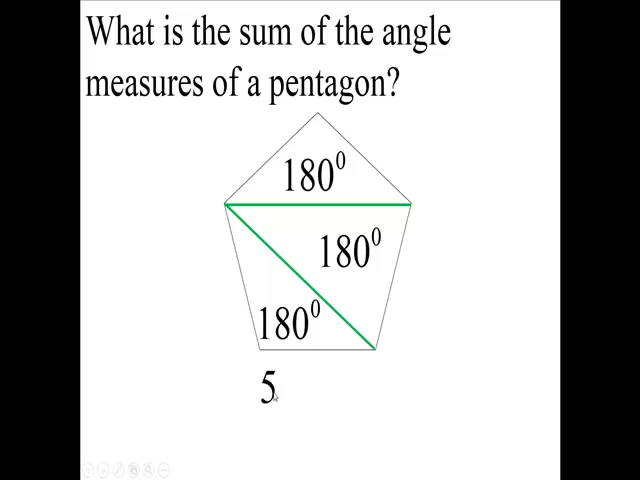 What is the sum of the angle
measures of a pentagon?
180⁰
180⁰
180⁰
5